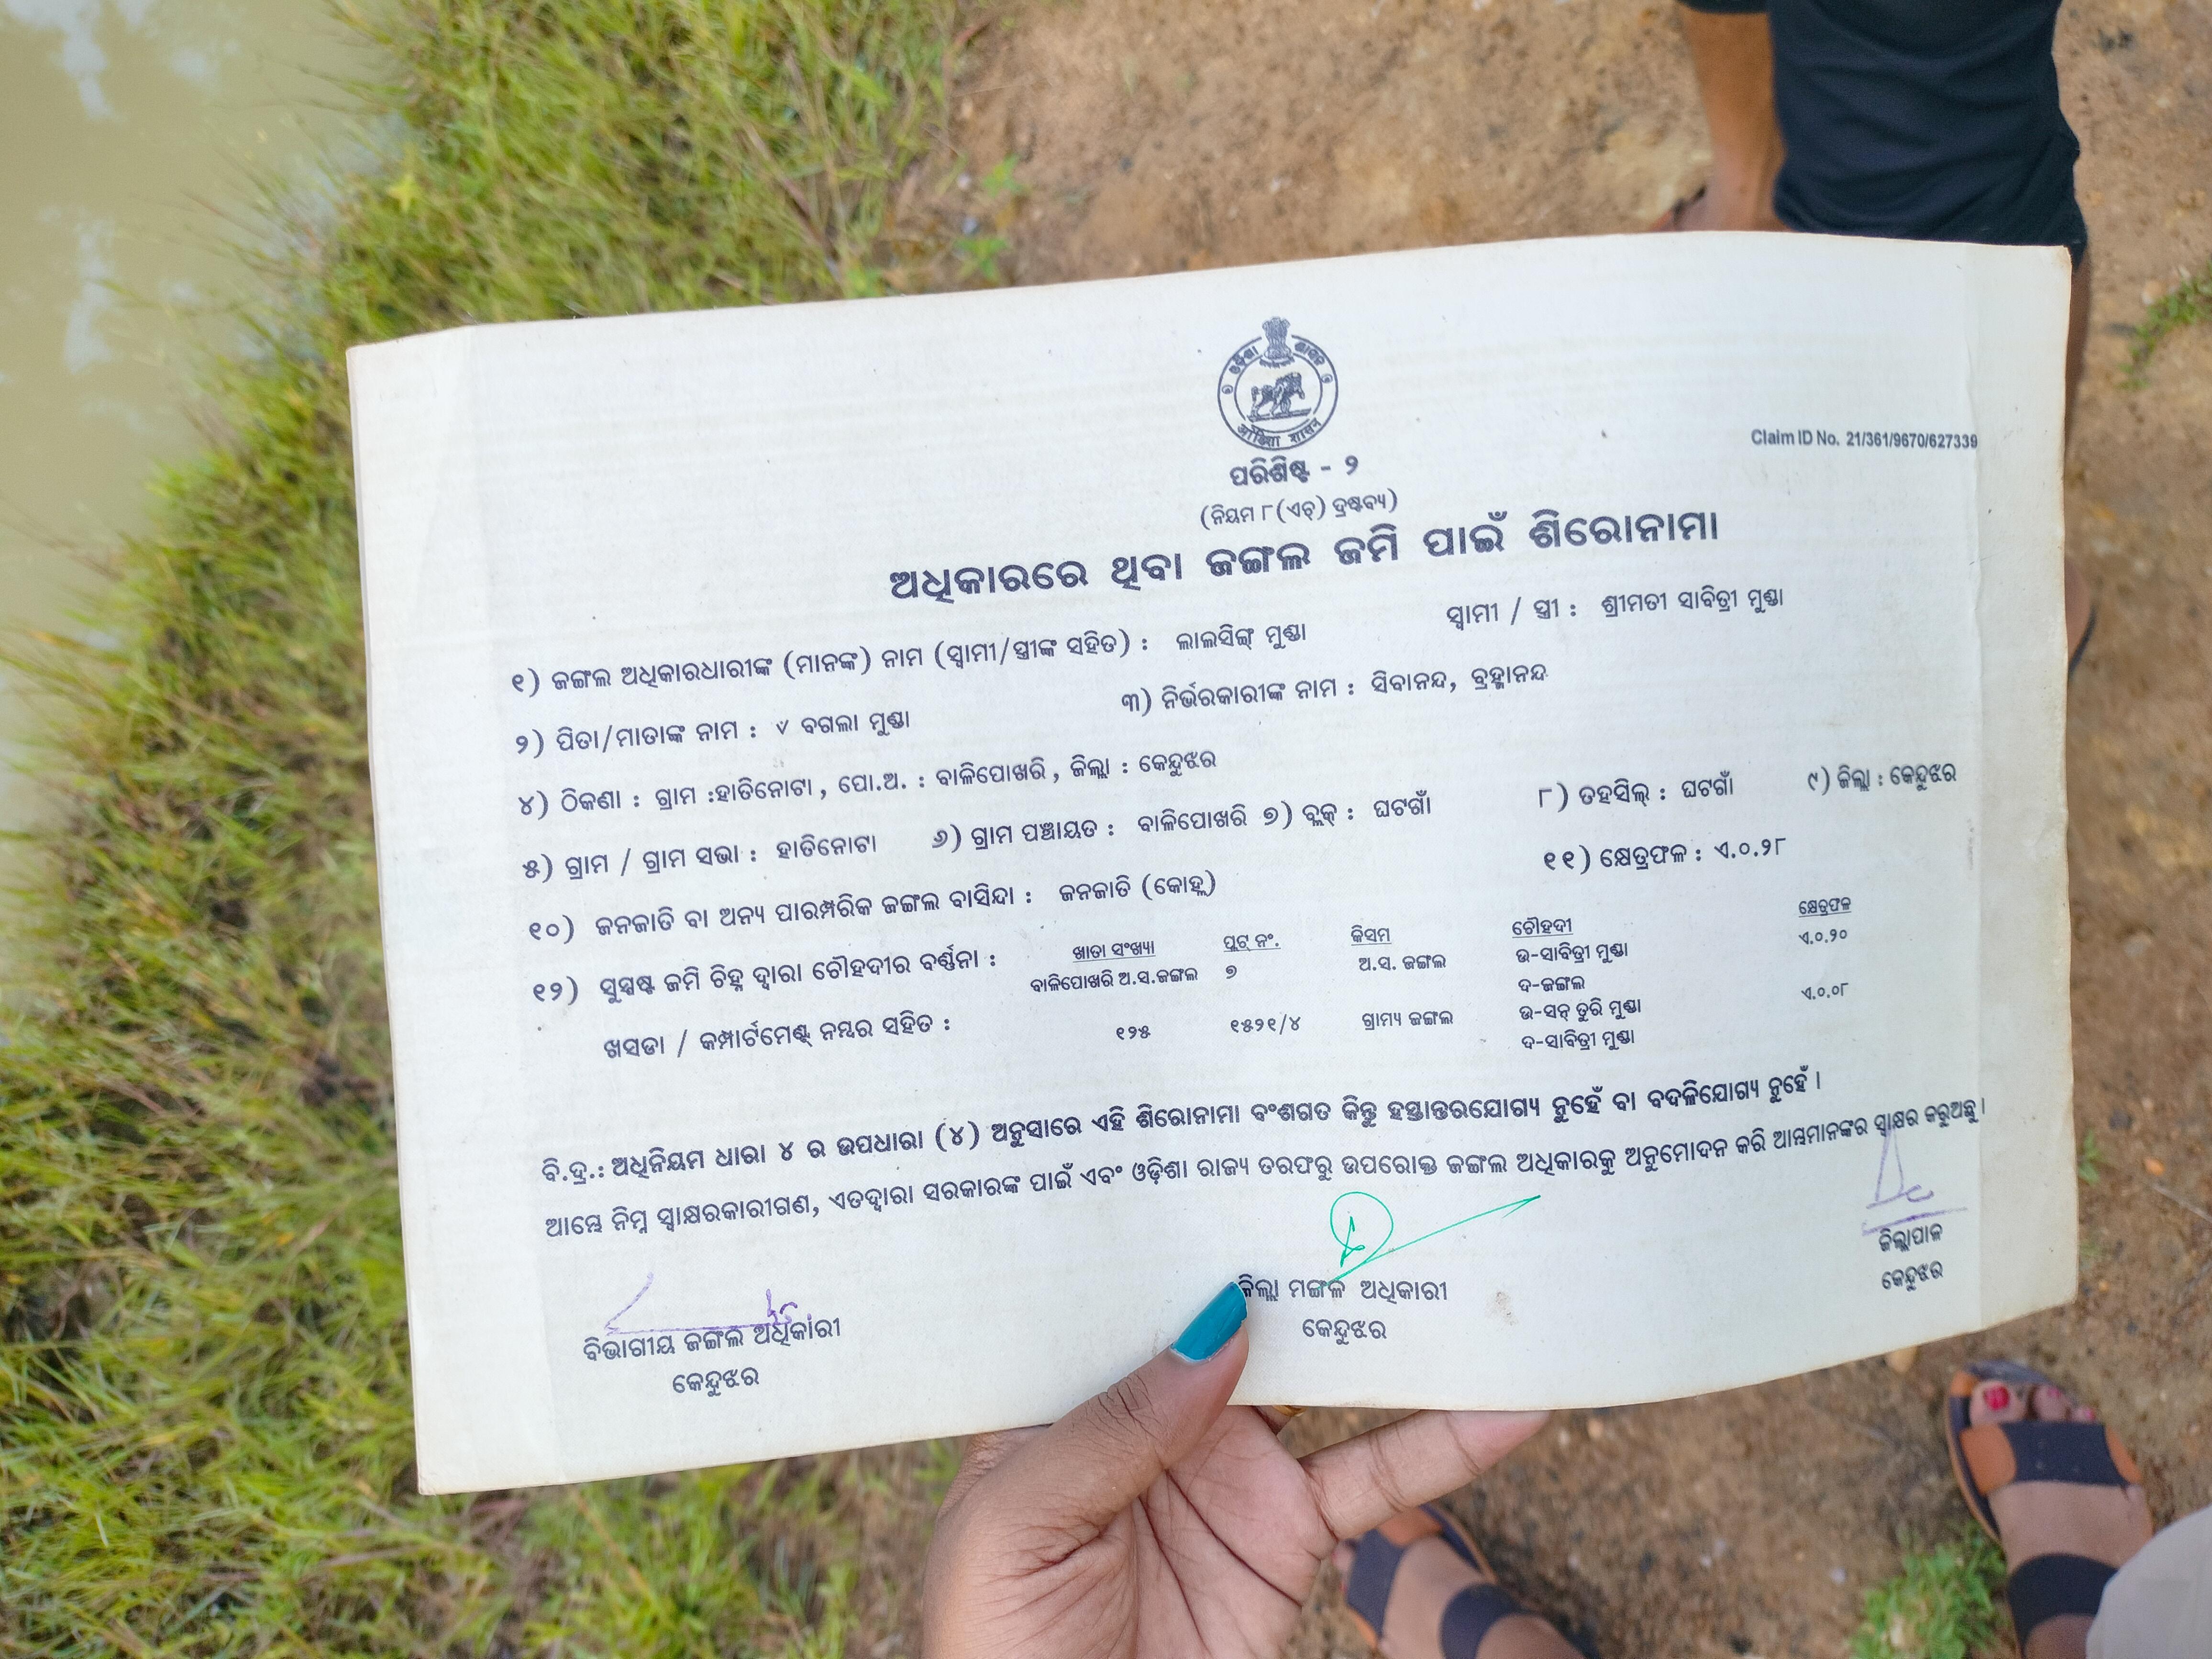 ଓଡ଼ିଶା ଶାସନ
ओड़िशा शासन
Claim ID No. 21/361/9670/627339
ପରିଶିଷ୍ଟ - ୨
(ନିୟମ ୮(ଏଚ୍) ଦ୍ରଷ୍ଟବ୍ୟ)
ଅଧିକାରରେ ଥିବା ଜଙ୍ଗଲ ଜମି ପାଇଁ ଶିରୋନାମା
୧) ଜଙ୍ଗଲ ଅଧିକାରଧାରୀଙ୍କ (ମାନଙ୍କ) ନାମ (ସ୍ୱାମୀ/ସ୍ତ୍ରୀଙ୍କ ସହିତ) : ଲାଲସିଙ୍ଗ୍ ମୁଣ୍ଡା ସ୍ୱାମୀ / ସ୍ତ୍ରୀ : ଶ୍ରୀମତୀ ସାବିତ୍ରୀ ମୁଣ୍ଡା
୨) ପିତା/ମାତାଙ୍କ ନାମ : ବଗଲା ମୁଣ୍ଡା ୩) ନିର୍ଭରକାରୀଙ୍କ ନାମ : ସିବାନନ୍ଦ, ବ୍ରହ୍ମାନନ୍ଦ
୪) ଠିକଣା : ଗ୍ରାମ :ହାତିନୋଟା, ପୋ.ଅ. : ବାଳିପୋଖରି, ଜିଲ୍ଲା : କେନ୍ଦୁଝର
୫) ଗ୍ରାମ / ଗ୍ରାମ ସଭା : ହାତିନୋଟା ୬) ଗ୍ରାମ ପଞ୍ଚାୟତ : ବାଳିପୋଖରି ୭) ବ୍ଲକ୍ : ଘଟଗାଁ ୮) ତହସିଲ୍ : ଘଟଗାଁ ୯) ଜିଲ୍ଲା : କେନ୍ଦୁଝର
୧୦) ଜନଜାତି ବା ଅନ୍ୟ ପାରମ୍ପରିକ ଜଙ୍ଗଲ ବାସିନ୍ଦା : ଜନଜାତି (କୋହ୍ଲ) ୧୧) କ୍ଷେତ୍ରଫଳ : ଏ.୦.୨୮
୧୨) ସୁସ୍ପଷ୍ଟ ଜମି ଚିହ୍ନ ଦ୍ୱାରା ଚୌହଦୀର ବର୍ଣ୍ଣନା : ଖାତା ସଂଖ୍ୟା ପ୍ଲଟ୍ ନଂ. କିସମ ଚୌହଦୀ କ୍ଷେତ୍ରଫଳ
ବାଳିପୋଖରି ଅ.ସ.ଜଙ୍ଗଲ ୭ ଅ.ସ. ଜଙ୍ଗଲ ଉ-ସାବିତ୍ରୀ ମୁଣ୍ଡା ଏ.୦.୨୦
ଦ-ଜଙ୍ଗଲ
ଖସଡା / କମ୍ପାର୍ଟମେଣ୍ଟ୍ ନମ୍ବର ସହିତ : ୧୨୫ ୧୫୨୧/୪ ଗ୍ରାମ୍ୟ ଜଙ୍ଗଲ ଉ-ସନ୍ ତୁରି ମୁଣ୍ଡା ଏ.୦.୦୮
ଦ-ସାବିତ୍ରୀ ମୁଣ୍ଡା
ବି.ଦ୍ର.: ଅଧିନିୟମ ଧାରା ୪ ର ଉପଧାରା (୪) ଅନୁସାରେ ଏହି ଶିରୋନାମା ବଂଶଗତ କିନ୍ତୁ ହସ୍ତାନ୍ତରଯୋଗ୍ୟ ନୁହେଁ ବା ବଦଳିଯୋଗ୍ୟ ନୁହେଁ ।
ଆମ୍ଭେ ନିମ୍ନ ସ୍ୱାକ୍ଷରକାରୀଗଣ, ଏତଦ୍ୱାରା ସରକାରଙ୍କ ପାଇଁ ଏବଂ ଓଡ଼ିଶା ରାଜ୍ୟ ତରଫରୁ ଉପରୋକ୍ତ ଜଙ୍ଗଲ ଅଧିକାରକୁ ଅନୁମୋଦନ କରି ଆମ୍ଭମାନଙ୍କର ସ୍ୱାକ୍ଷର କରୁଅଛୁ ।
ବିଭାଗୀୟ ଜଙ୍ଗଲ ଅଧିକାରୀ
କେନ୍ଦୁଝର
ଜିଲ୍ଲା ମଙ୍ଗଳ ଅଧିକାରୀ
କେନ୍ଦୁଝର
ଜିଲ୍ଲାପାଳ
କେନ୍ଦୁଝର